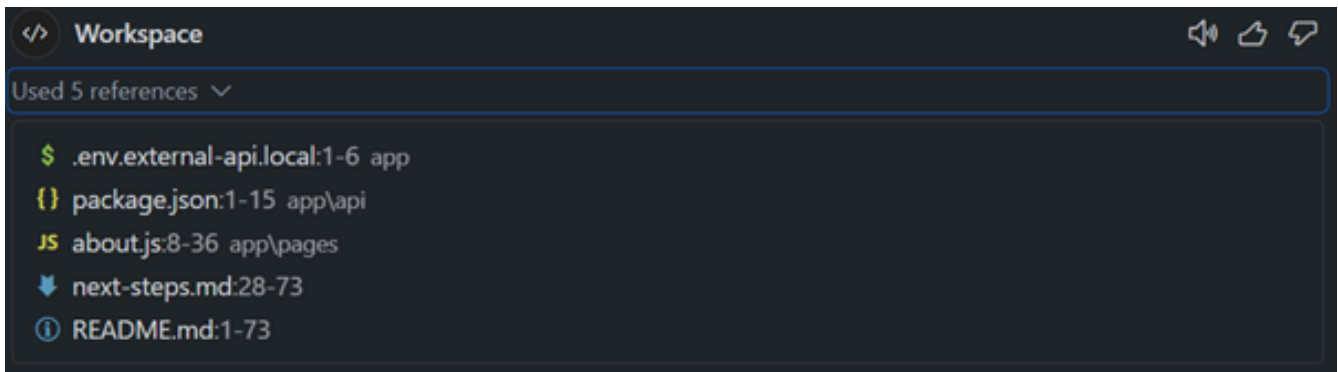 </> Workspace
Used 5 references
$ .env.external-api.local:1-6 app
{} package.json:1-15 app\api
JS about.js:8-36 app\pages
next-steps.md:28-73
README.md:1-73